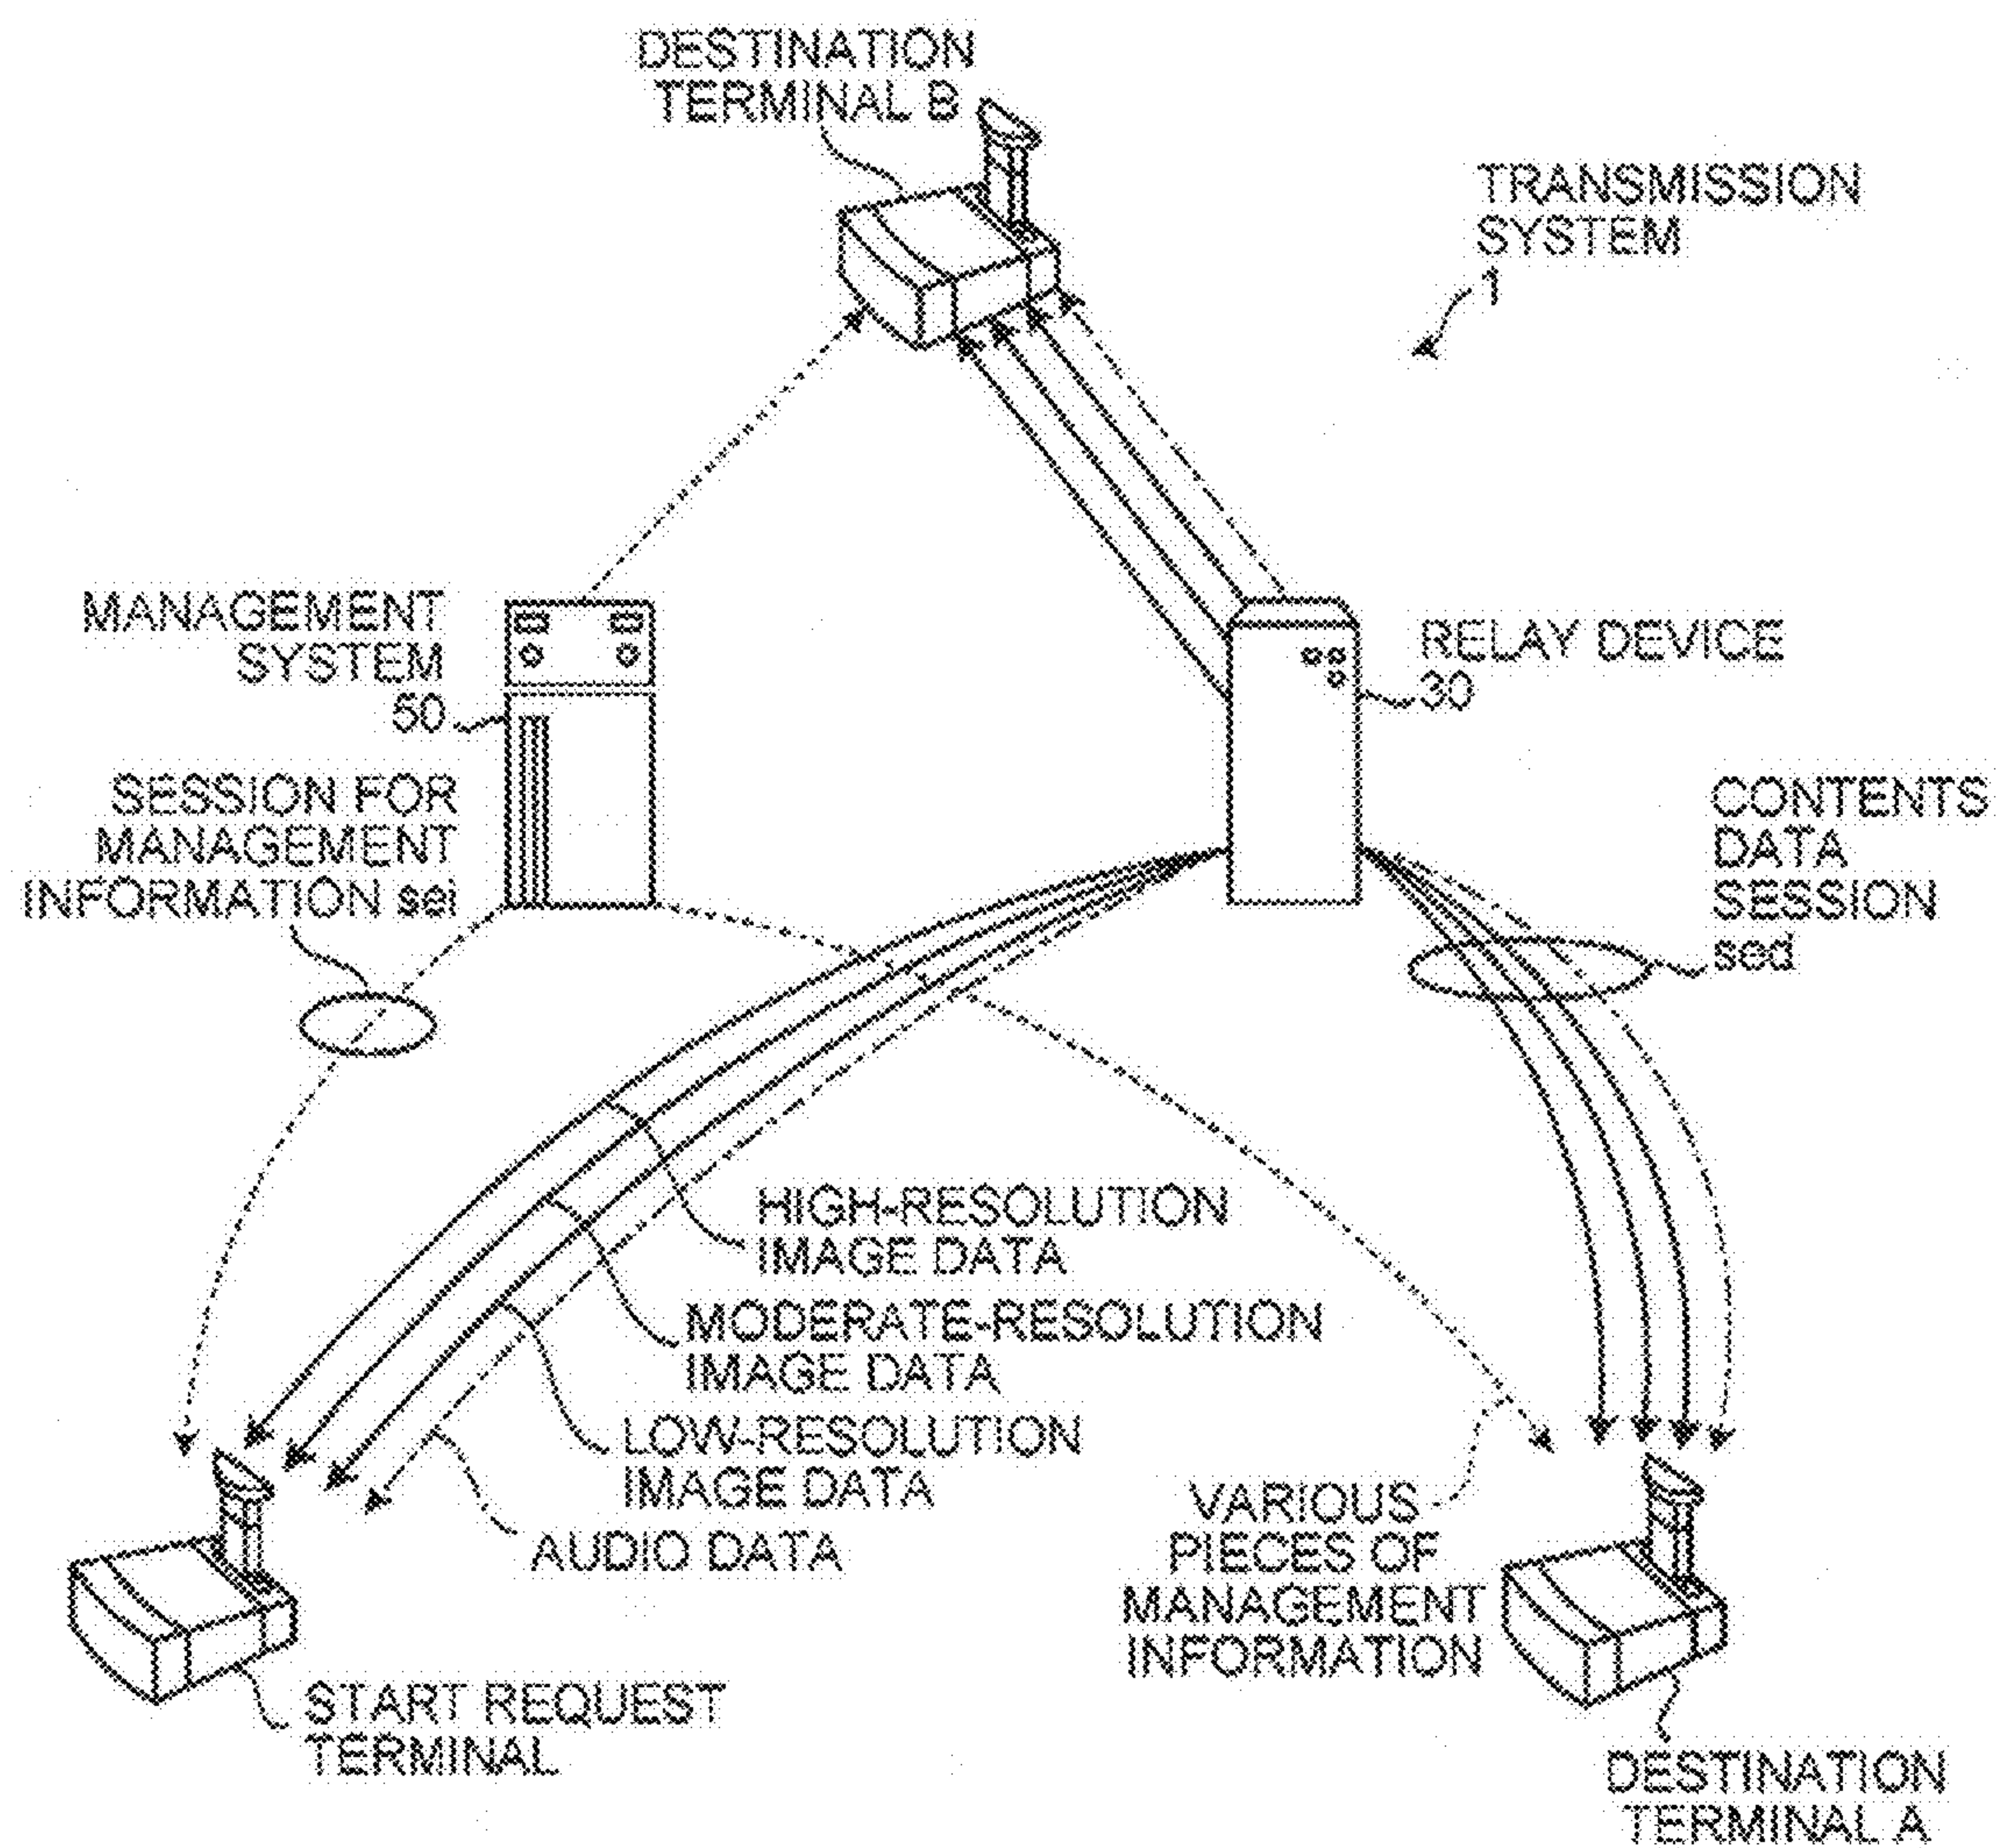 DESTINATION
TERMINAL B
TRANSMISSION
SYSTEM
1
MANAGEMENT
SYSTEM
50
RELAY DEVICE
30
SESSION FOR
MANAGEMENT
INFORMATION sei
CONTENTS
DATA
SESSION
sed
HIGH-RESOLUTION
IMAGE DATA
MODERATE-RESOLUTION
IMAGE DATA
LOW-RESOLUTION
IMAGE DATA
AUDIO DATA
VARIOUS
PIECES OF
MANAGEMENT
INFORMATION
START REQUEST
TERMINAL
DESTINATION
TERMINAL A